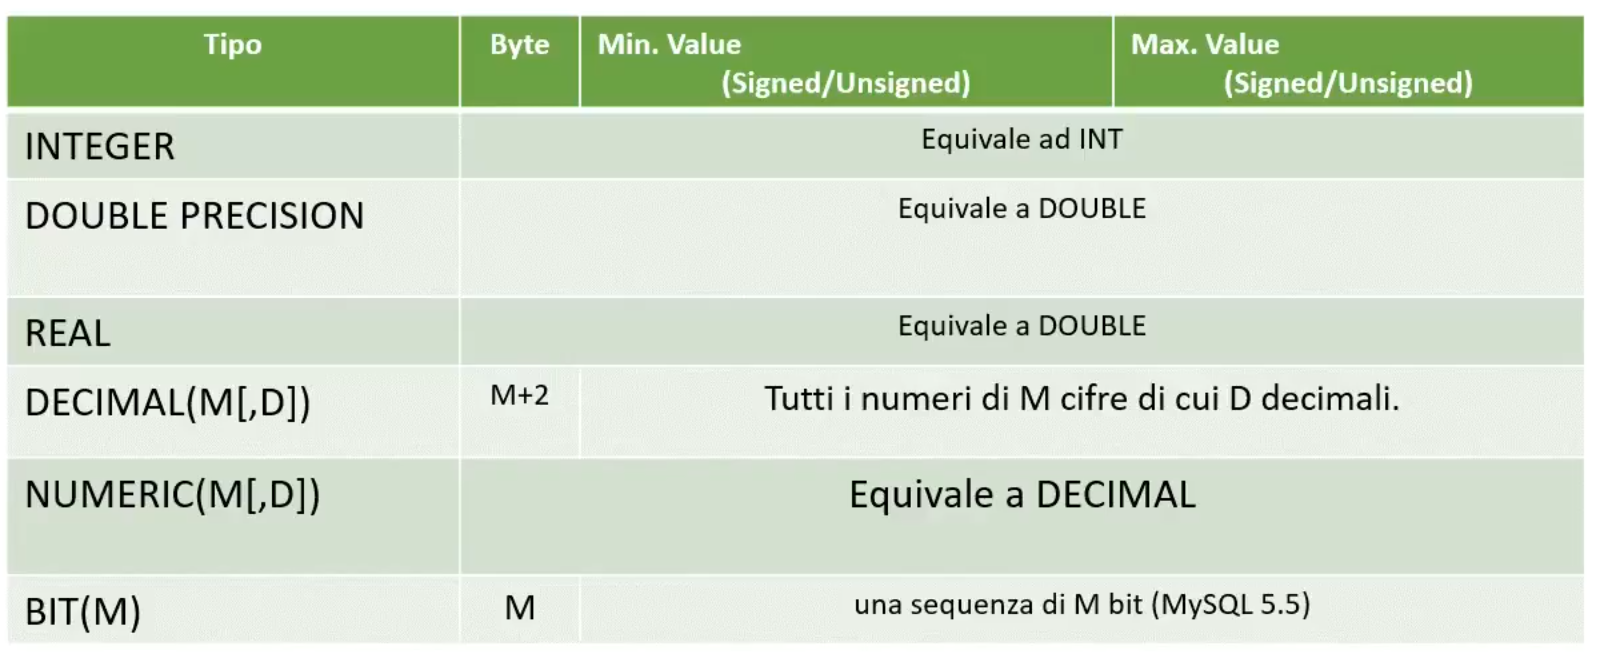 Tipo
Byte
Min. Value
(Signed/Unsigned)
Max. Value
(Signed/Unsigned)
INTEGER
Equivale ad INT
DOUBLE PRECISION
Equivale a DOUBLE
REAL
Equivale a DOUBLE
DECIMAL(M[,D])
M+2
Tutti i numeri di M cifre di cui D decimali.
NUMERIC(M[,D])
Equivale a DECIMAL
BIT(M)
M
una sequenza di M bit (MySQL 5.5)